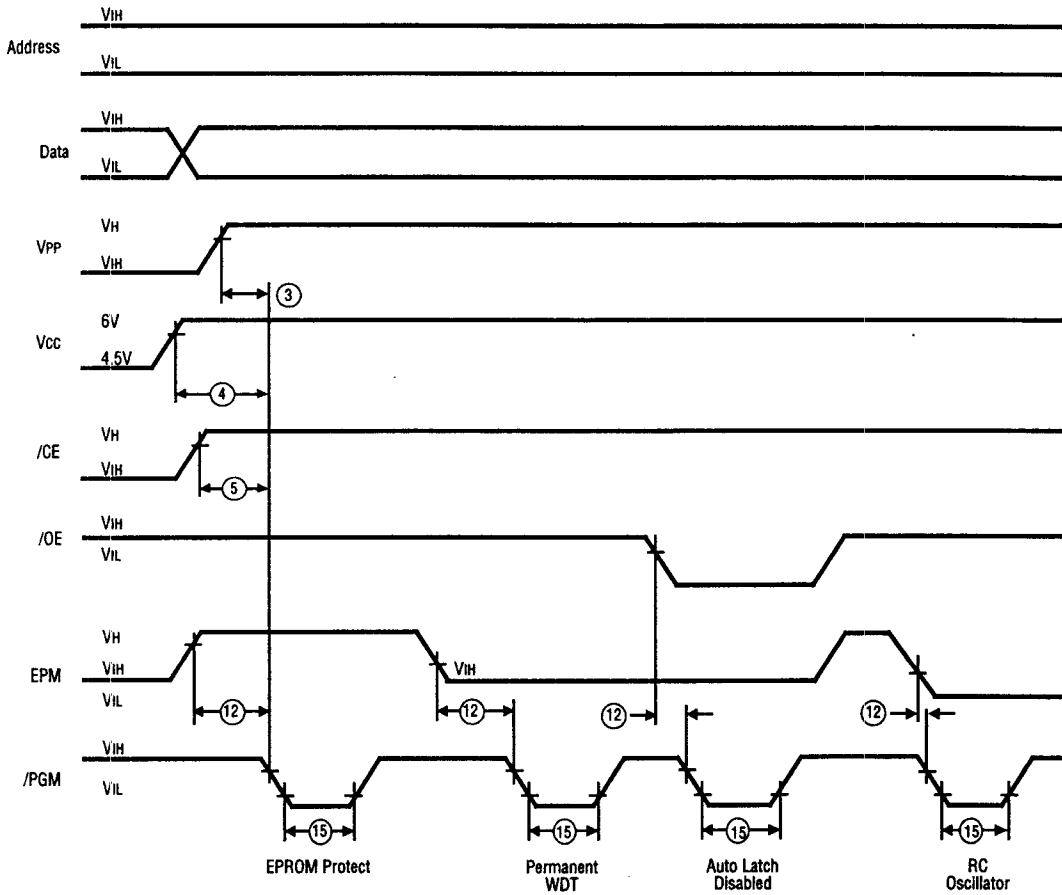 Address
VIH
VIL
Data
VIH
VIL
VPP
VH
VIH
3
Vcc
6V
4.5V
4
/CE
VH
VIH
5
/OE
VIH
VIL
EPM
VH
VIH
VIL
VIH
12
12
12
12
/PGM
VIH
VIL
15
15
15
15
EPROM Protect
Permanent
WDT
Auto Latch
Disabled
RC
Oscillator